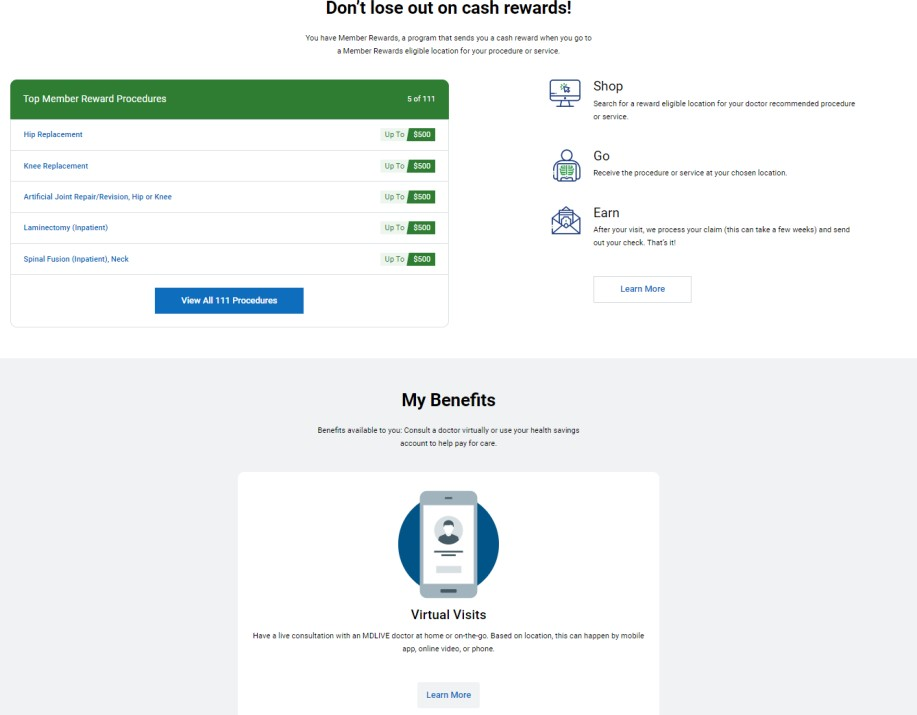 Don't lose out on cash rewards!
You have Member Rewards, a program that sends you a cash reward when you go to
a Member Rewards eligible location for your procedure or service.
Top Member Reward Procedures 5 of 111
Hip Replacement Up To $500
Knee Replacement Up To $500
Artificial Joint Repair/Revision, Hip or Knee Up To $500
Laminectomy (Inpatient) Up To $500
Spinal Fusion (Inpatient), Neck Up To $500
View All 111 Procedures
Shop
Search for a reward eligible location for your doctor recommended procedure
or service.
Go
Receive the procedure or service at your chosen location.
Earn
After your visit, we process your claim (this can take a few weeks) and send
out your check. That's it!
Learn More
My Benefits
Benefits available to you: Consult a doctor virtually or use your health savings
account to help pay for care.
Virtual Visits
Have a live consultation with an MDLIVE doctor at home or on-the-go. Based on location, this can happen by mobile
app, online video, or phone.
Learn More